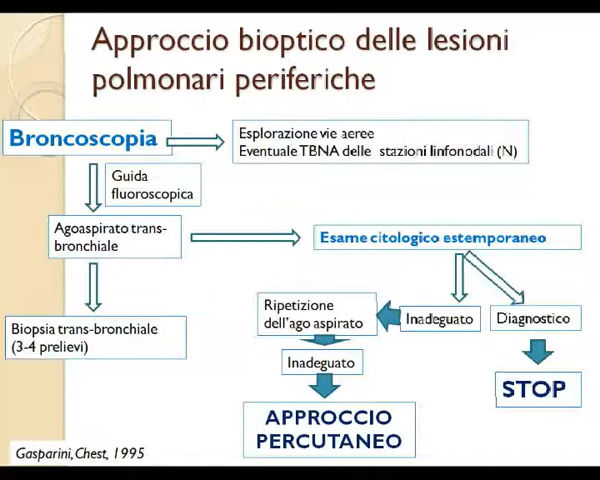 Approccio bioptico delle lesioni
polmonari periferiche
Broncoscopia
Esplorazione vie aeree
Eventuale TBNA delle stazioni linfonodali (N)
Guida
fluoroscopica
Agoaspirato trans-
bronchiale
Esame citologico estemporaneo
Biopsia trans-bronchiale
(3-4 prelievi)
Ripetizione
dell'ago aspirato
Inadeguato
Diagnostico
Inadeguato
STOP
APPROCCIO
PERCUTANEO
Gasparini, Chest, 1995